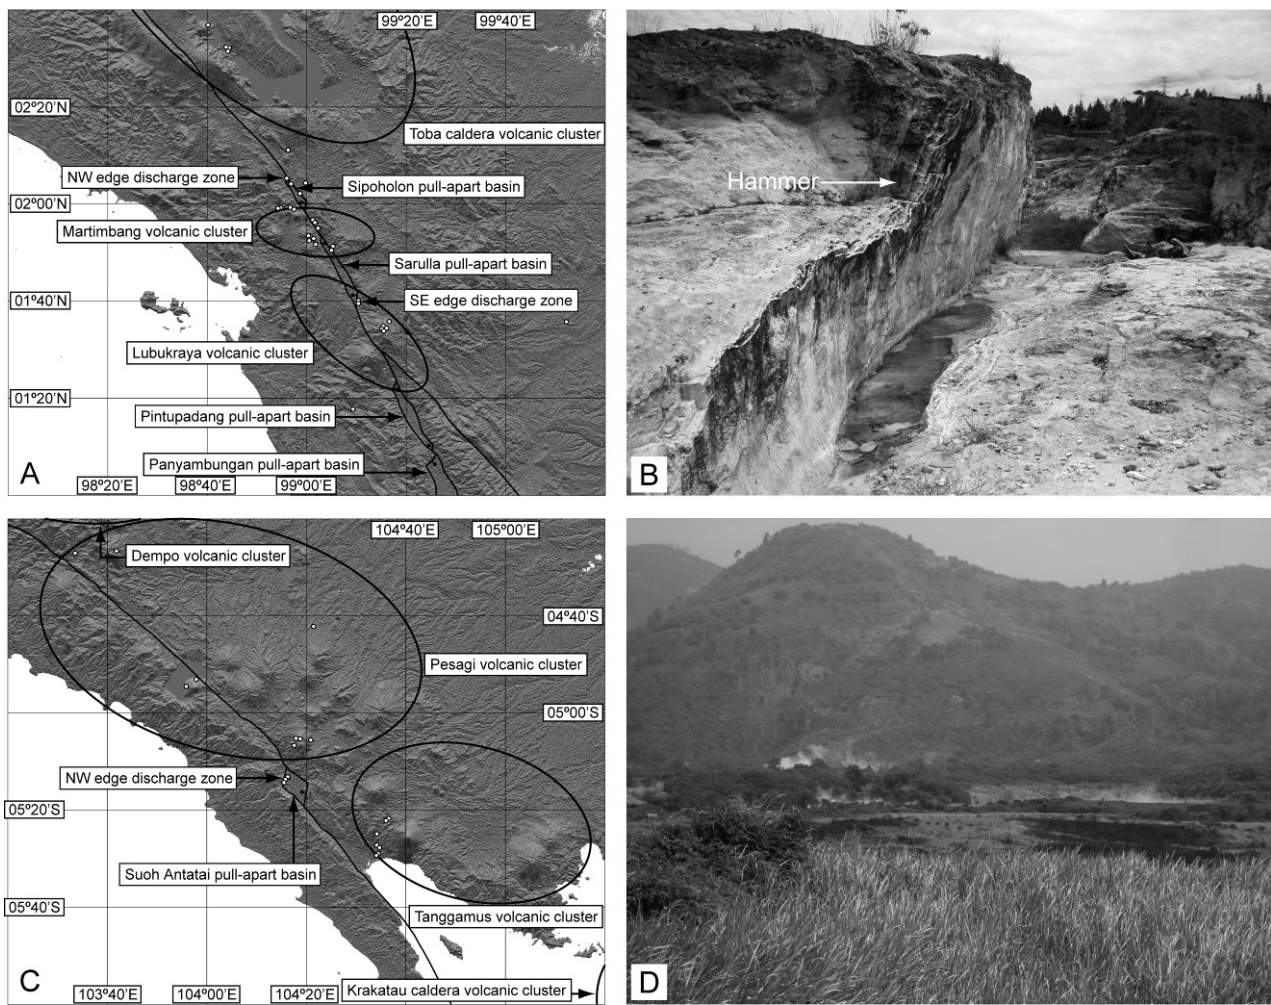 99º20'E
99º40'E
02º20'N
Toba caldera volcanic cluster
NW edge discharge zone
Sipoholon pull-apart basin
02º00'N
Martimbang volcanic cluster
Sarulla pull-apart basin
01º40'N
SE edge discharge zone
Lubukraya volcanic cluster
01º20'N
Pintupadang pull-apart basin
Panyambungan pull-apart basin
A
98º20'E
98º40'E
99º00'E
Hammer
B
104º40'E
105º00'E
Dempo volcanic cluster
04º40'S
Pesagi volcanic cluster
05º00'S
NW edge discharge zone
05º20'S
Suoh Antatai pull-apart basin
05º40'S
Tanggamus volcanic cluster
C
103º40'E
104º00'E
104º20'E
Krakatau caldera volcanic cluster
D